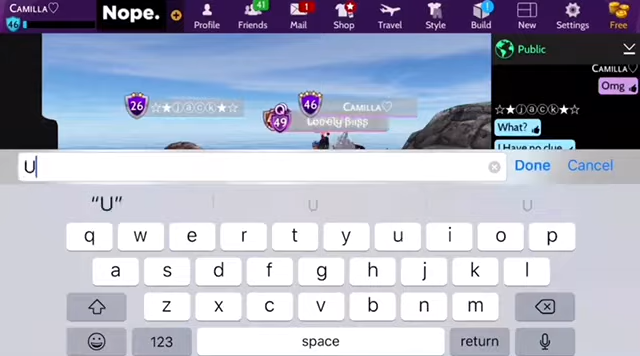 CAMILLA♡
46
Nope.
Profile
41
Friends
1
Mail
Shop
Travel
Style
!
Build
New
Settings
Free
Public
CAMILLA♡
Omg
☆★ⓙⓐⓒⓚ★☆
What?
I Have no clue
26 ☆★ⓙⓐⓒⓚ★☆
46 CAMILLA♡
49
U
Done
Cancel
“U”
U
U
q w e r t y u i o p
a s d f g h j k l
z x c v b n m
123
space
return